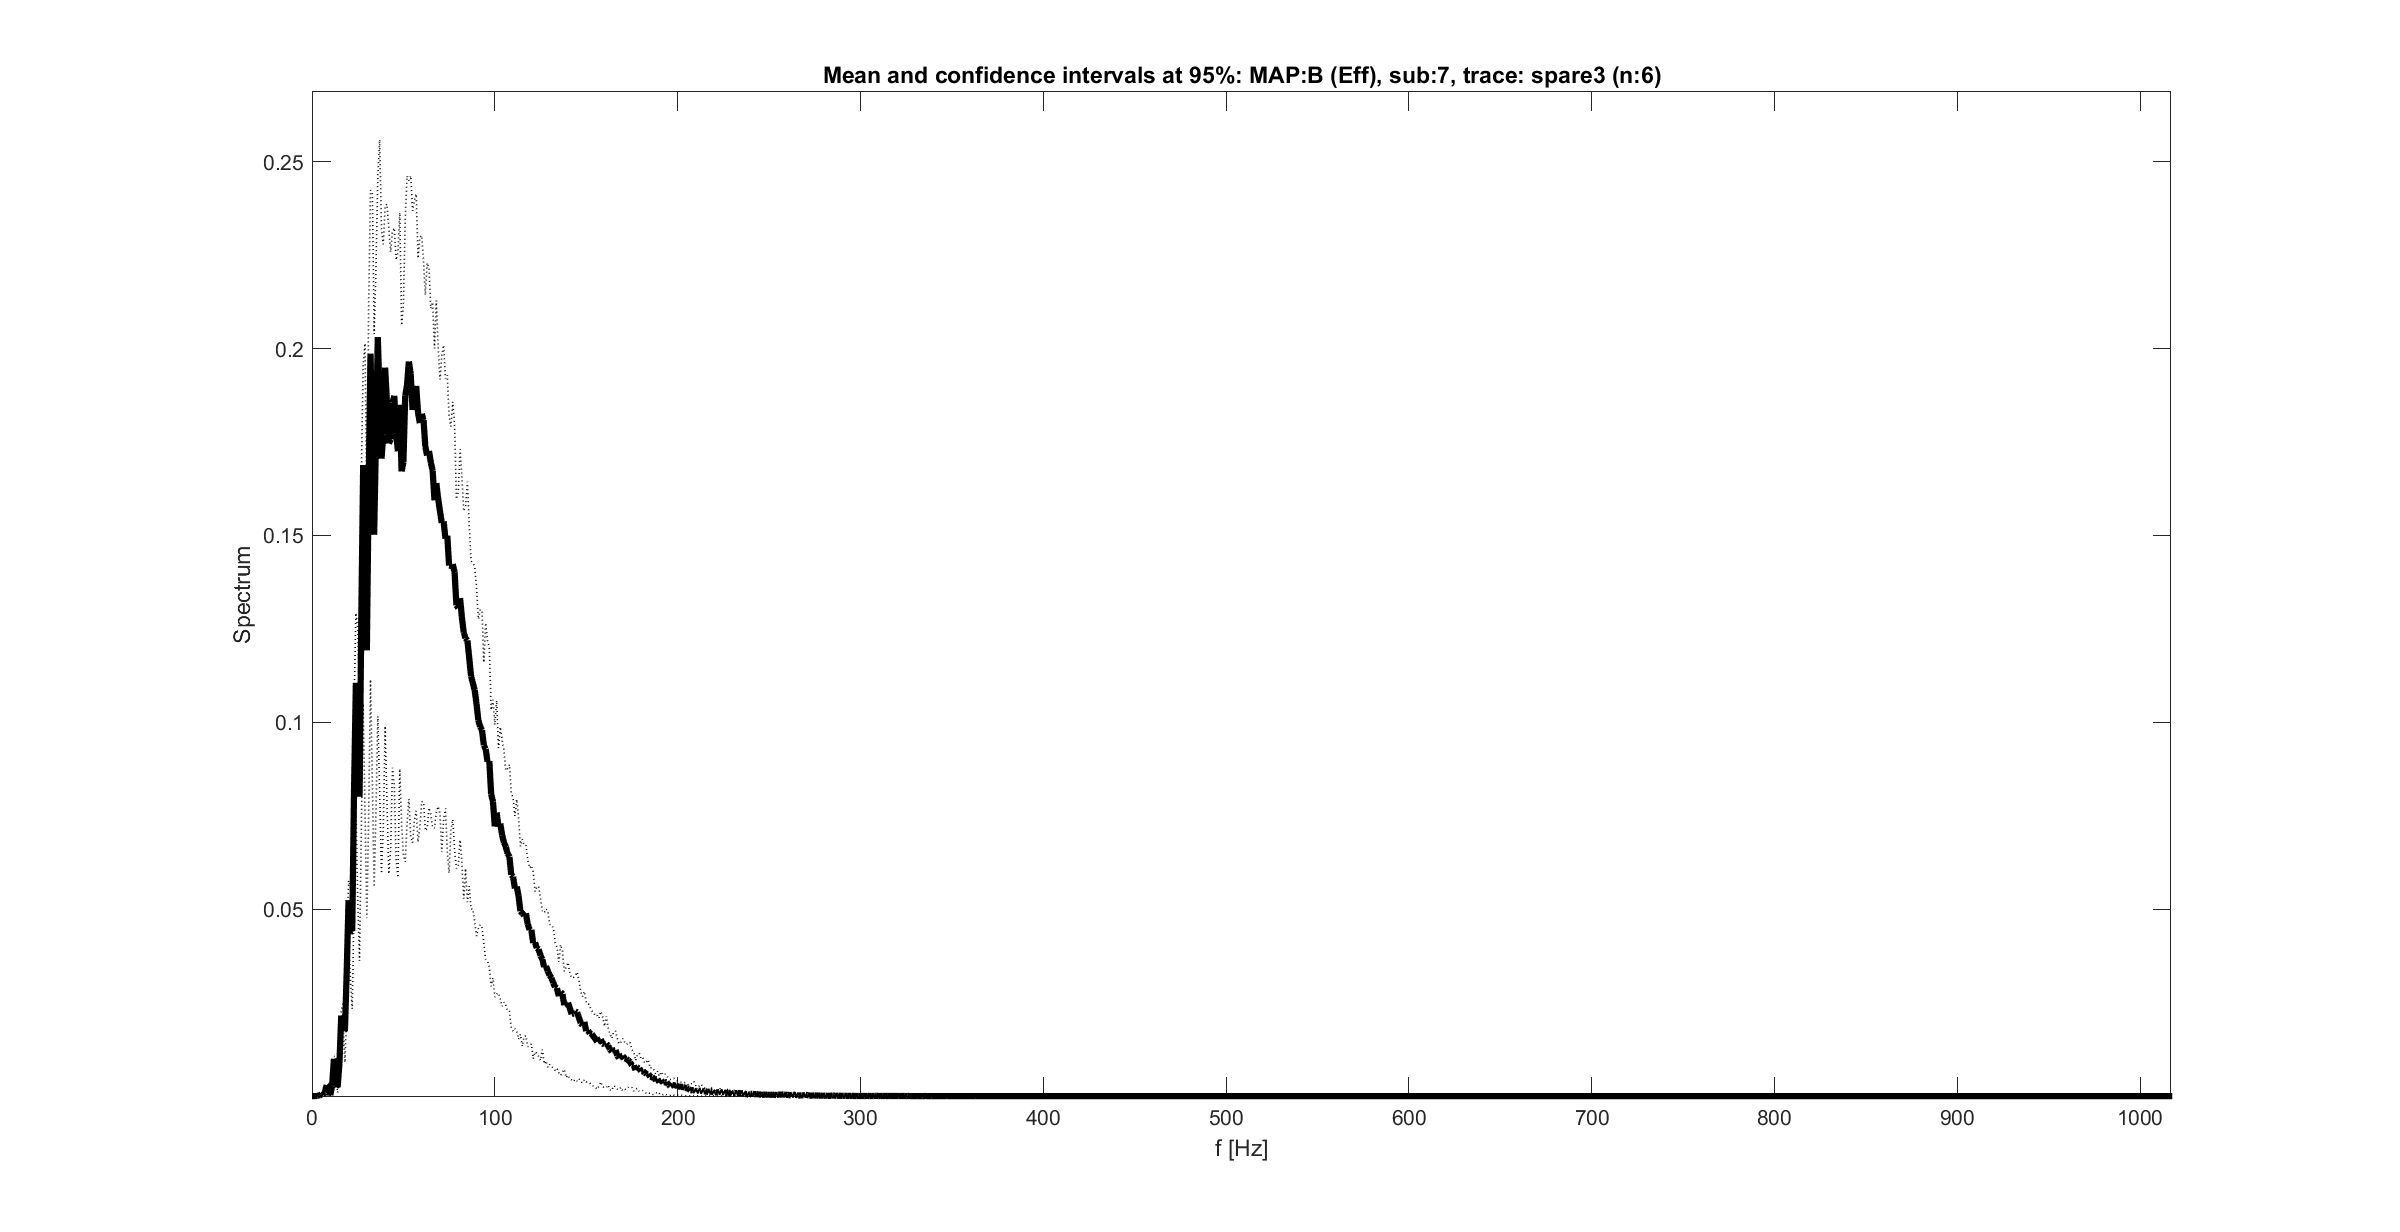 Mean and confidence intervals at 95%: MAP:B (Eff), sub:7, trace: spare3 (n:6)
0.25
0.2
0.15
0.1
0.05
Spectrum
0 100 200 300 400 500 600 700 800 900 1000
f [Hz]